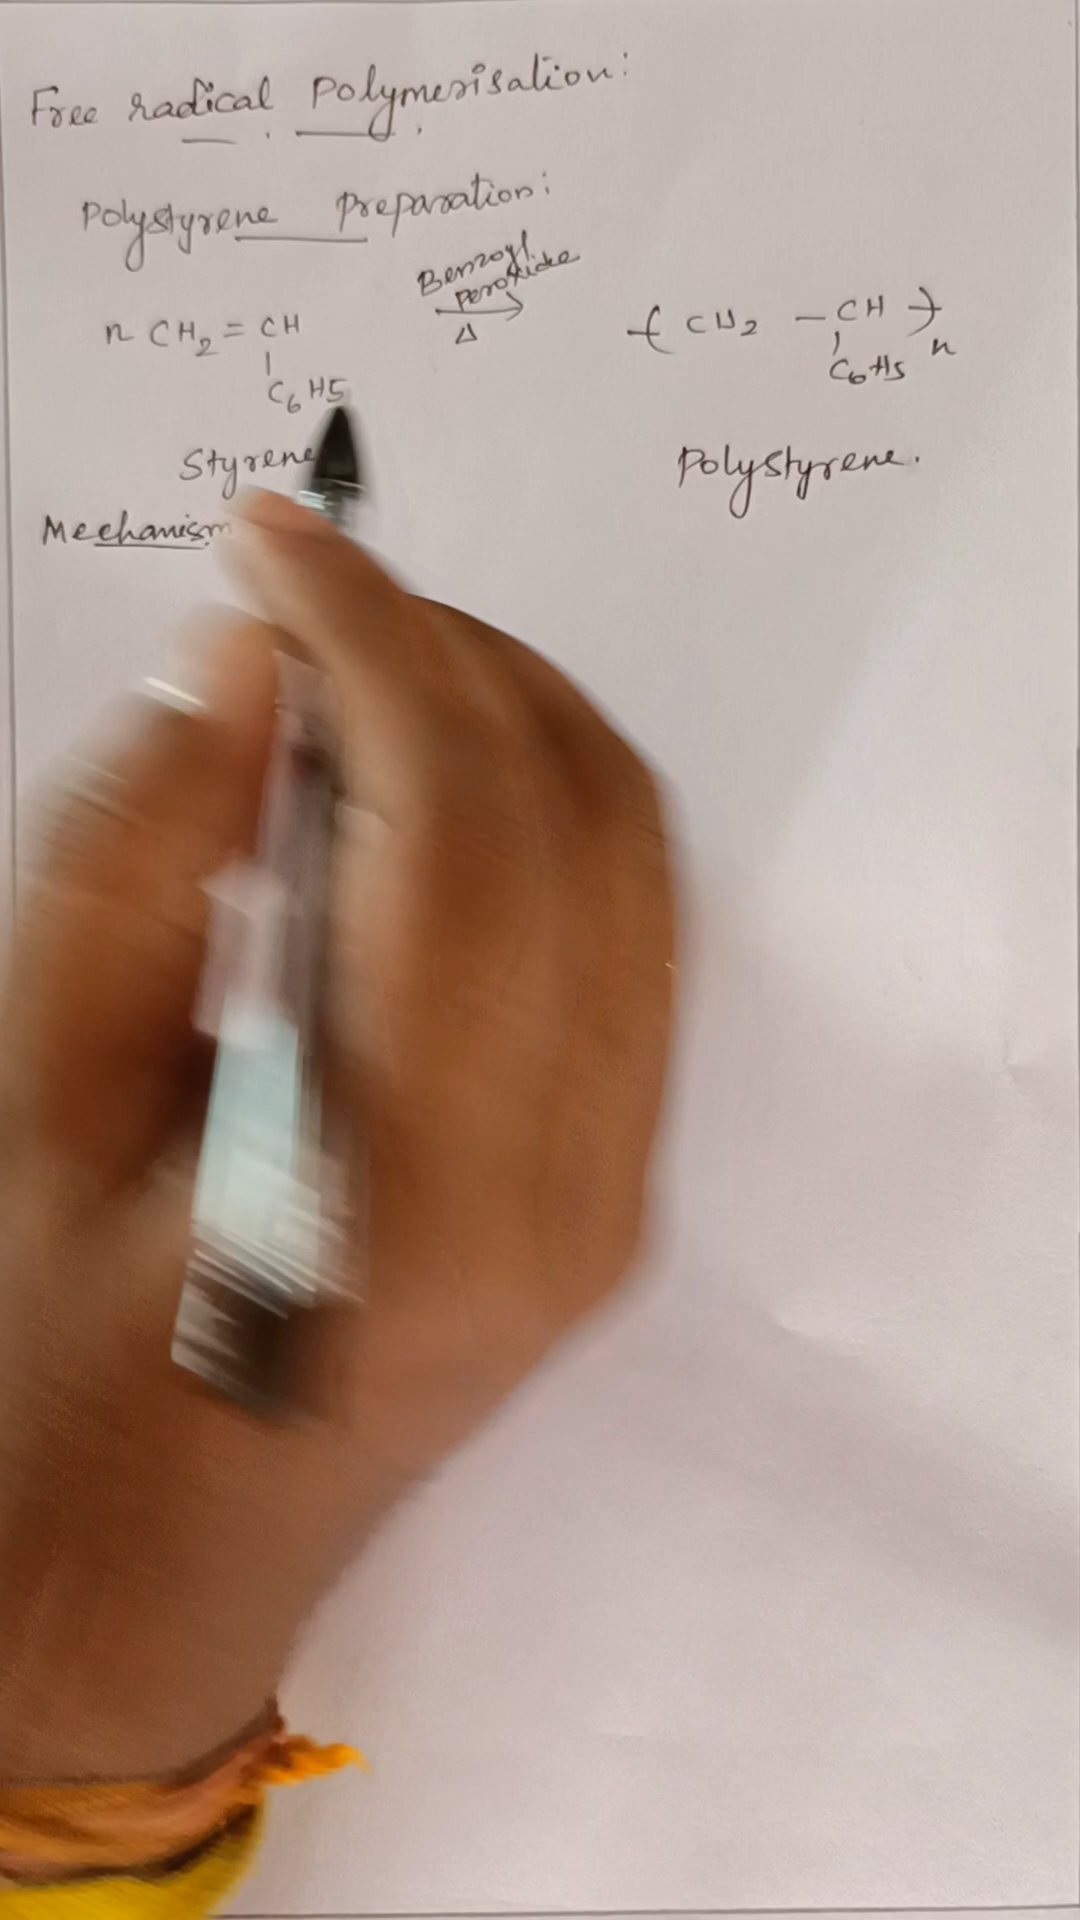 Free radical Polymerisation:
Polystyrene Preparation:
Benzoyl
peroxide
n CH2 = CH → -( CH2 - CH )-
Δ
| | n
C6H5 C6H5
Styrene Polystyrene.
Mechanism